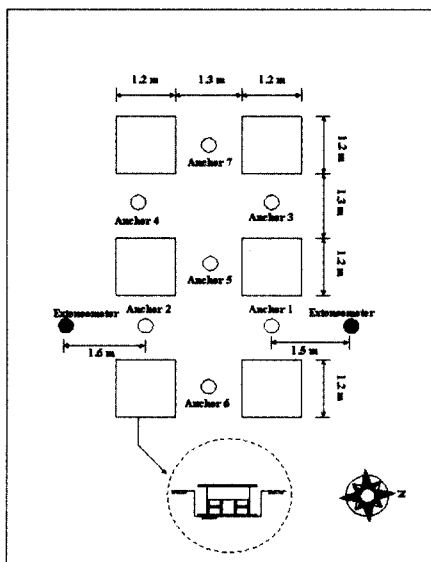 1.2 m 1.3 m 1.2 m
Anchor 7
1.2 m
Anchor 4 Anchor 3
1.3 m
Anchor 5
1.2 m
Extensometer Anchor 2 Anchor 1 Extensometer
1.6 m 1.5 m
Anchor 6
1.2 m
N